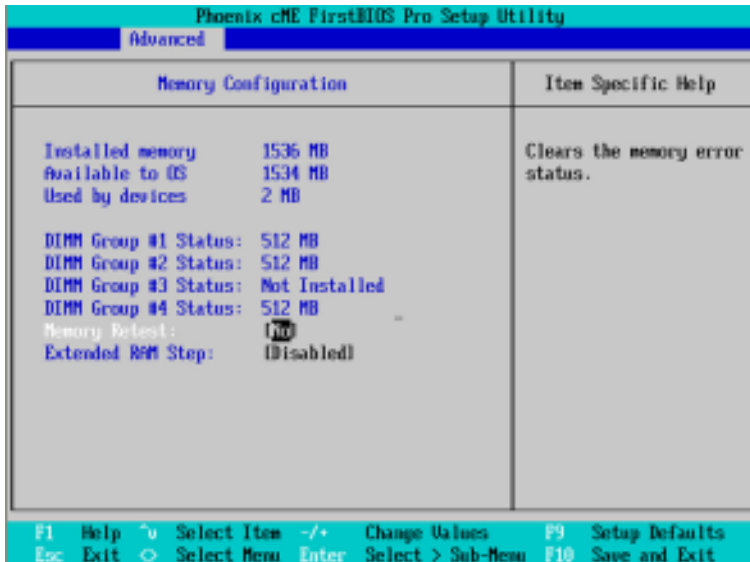 Phoenix cME FirstBIOS Pro Setup Utility
Advanced
Memory Configuration
Item Specific Help
Installed memory 1536 MB
Available to OS 1534 MB
Used by devices 2 MB
Clears the memory error
status.
DIMM Group #1 Status: 512 MB
DIMM Group #2 Status: 512 MB
DIMM Group #3 Status: Not Installed
DIMM Group #4 Status: 512 MB
Memory Retest: [No]
Extended RAM Step: [Disabled]
F1 Help ^v Select Item -/+ Change Values F9 Setup Defaults
Esc Exit <> Select Menu Enter Select > Sub-Menu F10 Save and Exit